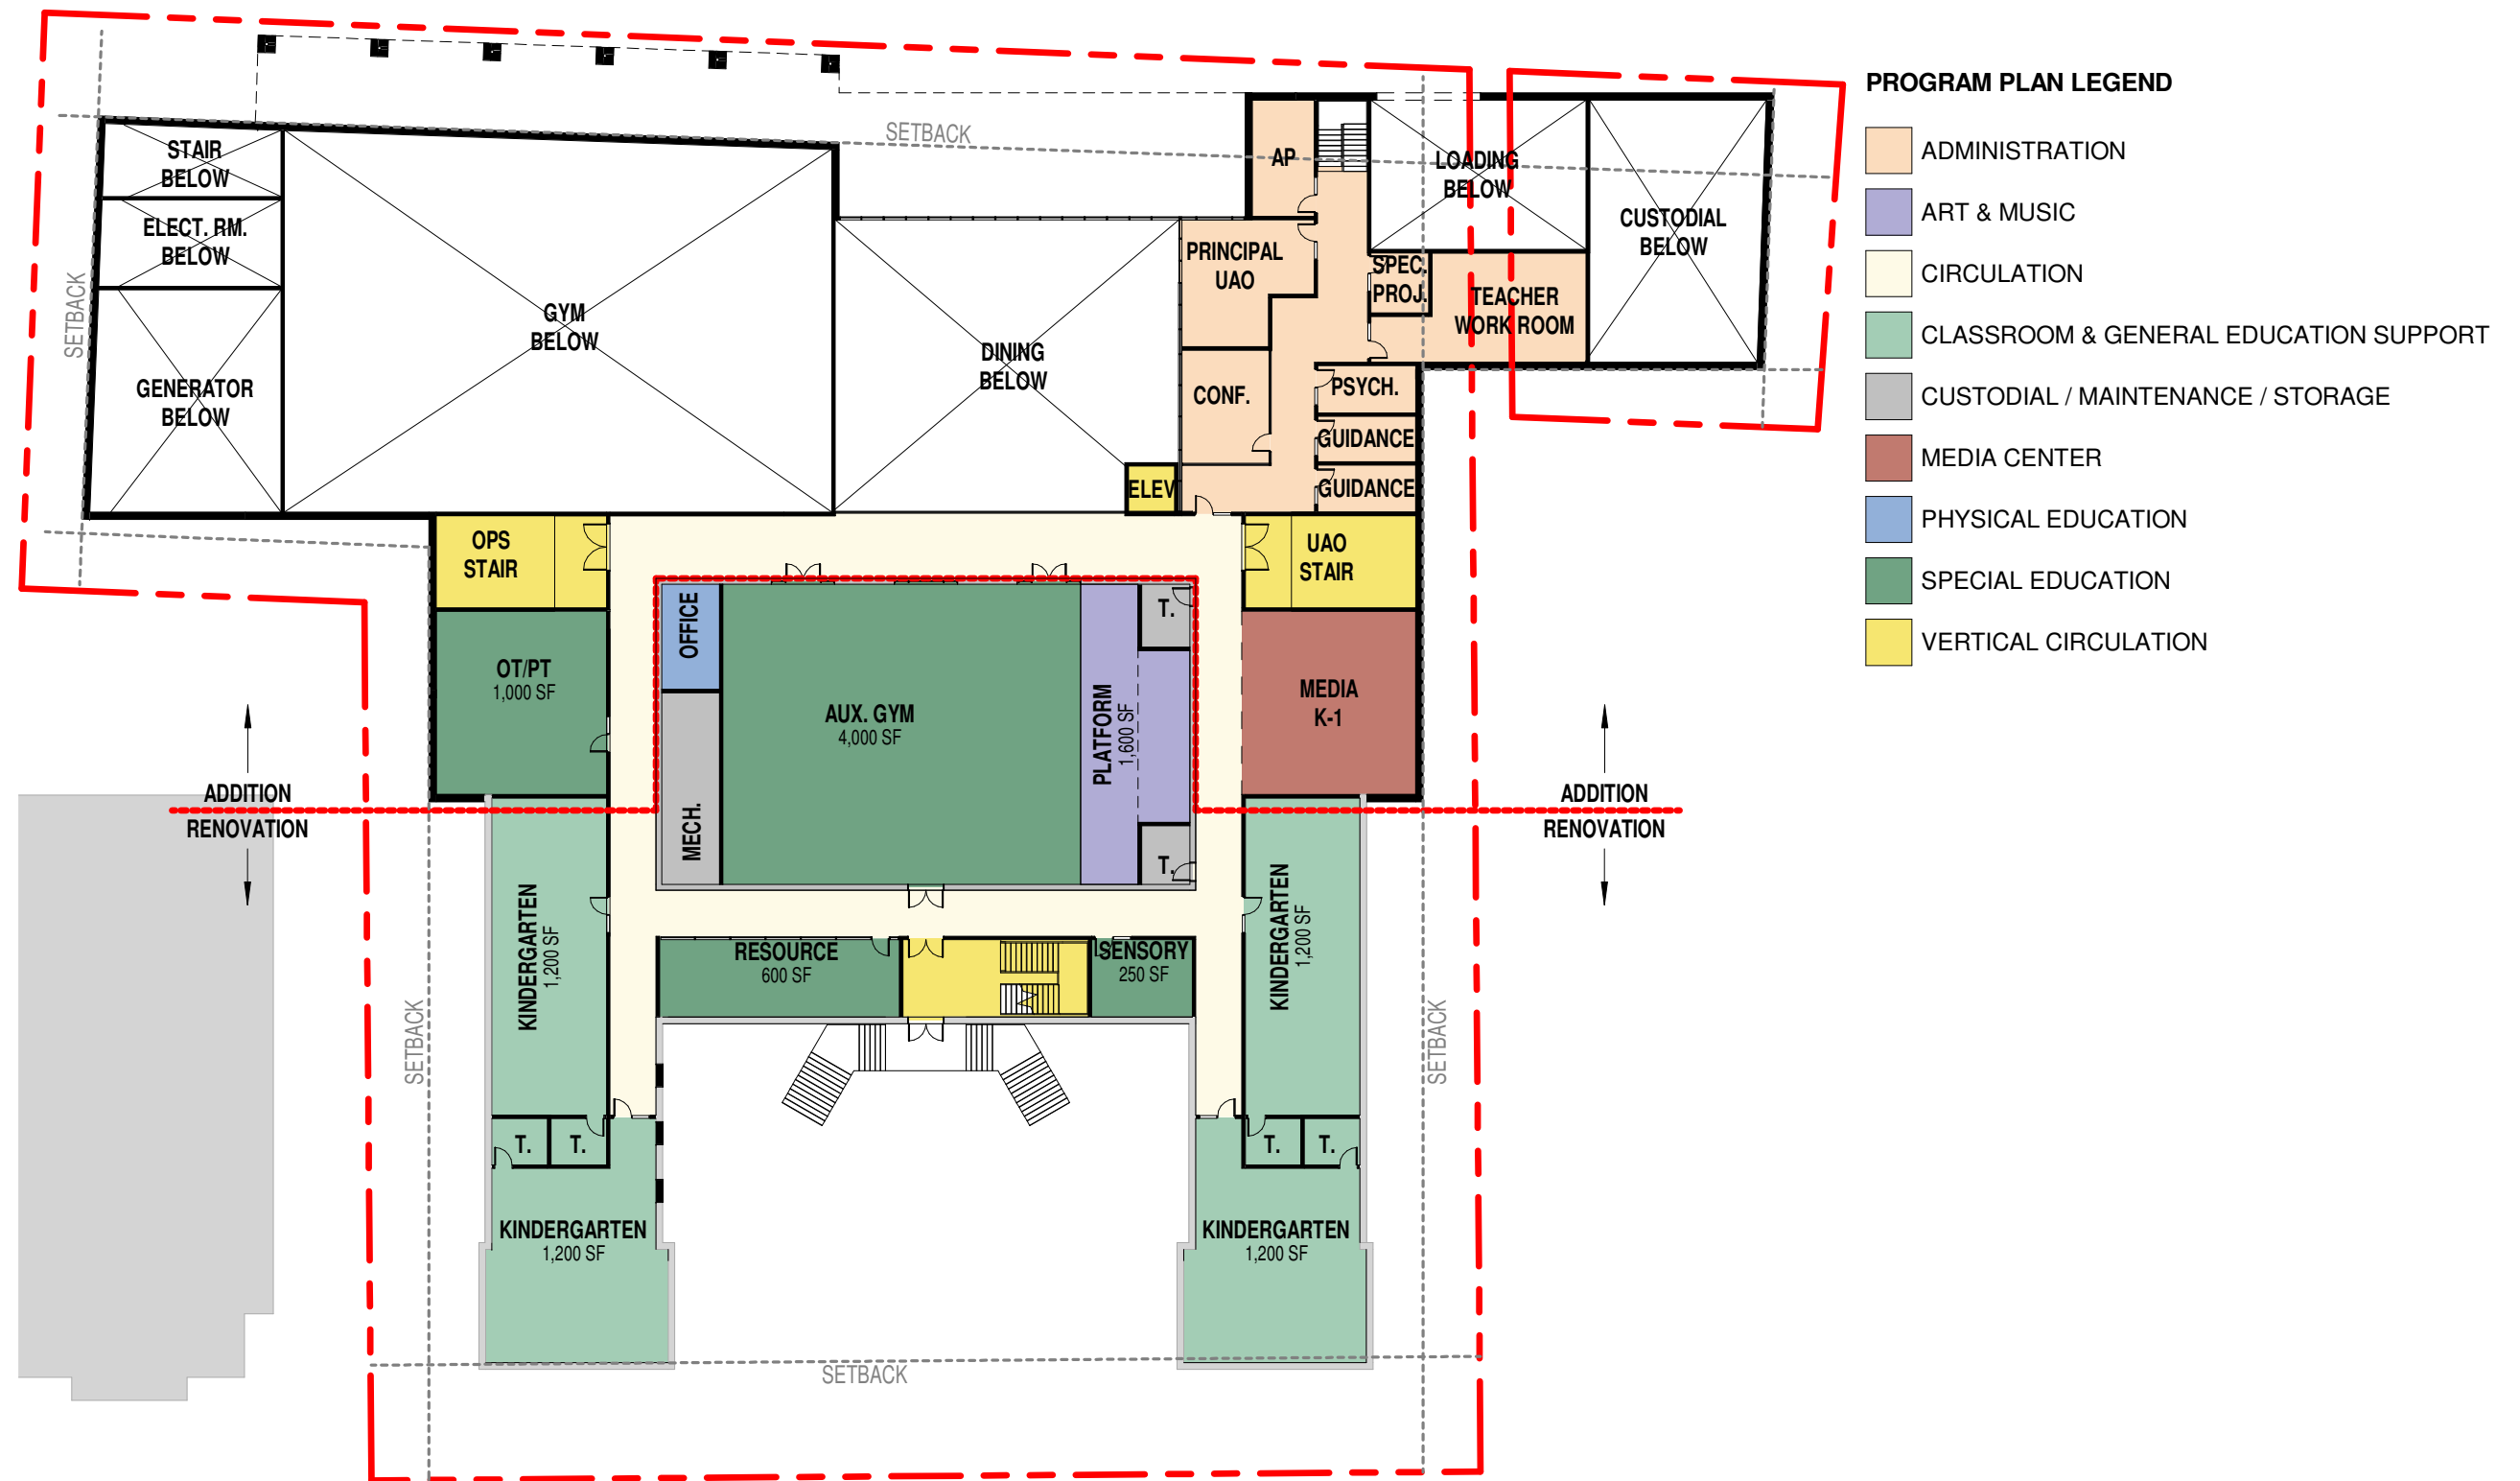 PROGRAM PLAN LEGEND
ADMINISTRATION
ART & MUSIC
CIRCULATION
CLASSROOM & GENERAL EDUCATION SUPPORT
CUSTODIAL / MAINTENANCE / STORAGE
MEDIA CENTER
PHYSICAL EDUCATION
SPECIAL EDUCATION
VERTICAL CIRCULATION
SETBACK
SETBACK
STAIR
BELOW
ELECT. RM.
BELOW
GENERATOR
BELOW
GYM
BELOW
DINING
BELOW
AP
PRINCIPAL
UAO
CONF.
LOADING
BELOW
CUSTODIAL
BELOW
SPEC.
PROJ.
TEACHER
WORK ROOM
PSYCH.
GUIDANCE
GUIDANCE
ELEV
OPS
STAIR
UAO
STAIR
OT/PT
1,000 SF
OFFICE
MECH.
AUX. GYM
4,000 SF
PLATFORM
1,600 SF
T.
T.
MEDIA
K-1
ADDITION
RENOVATION
ADDITION
RENOVATION
KINDERGARTEN
1,200 SF
RESOURCE
600 SF
SENSORY
250 SF
KINDERGARTEN
1,200 SF
SETBACK
SETBACK
T.
T.
T.
T.
KINDERGARTEN
1,200 SF
KINDERGARTEN
1,200 SF
SETBACK